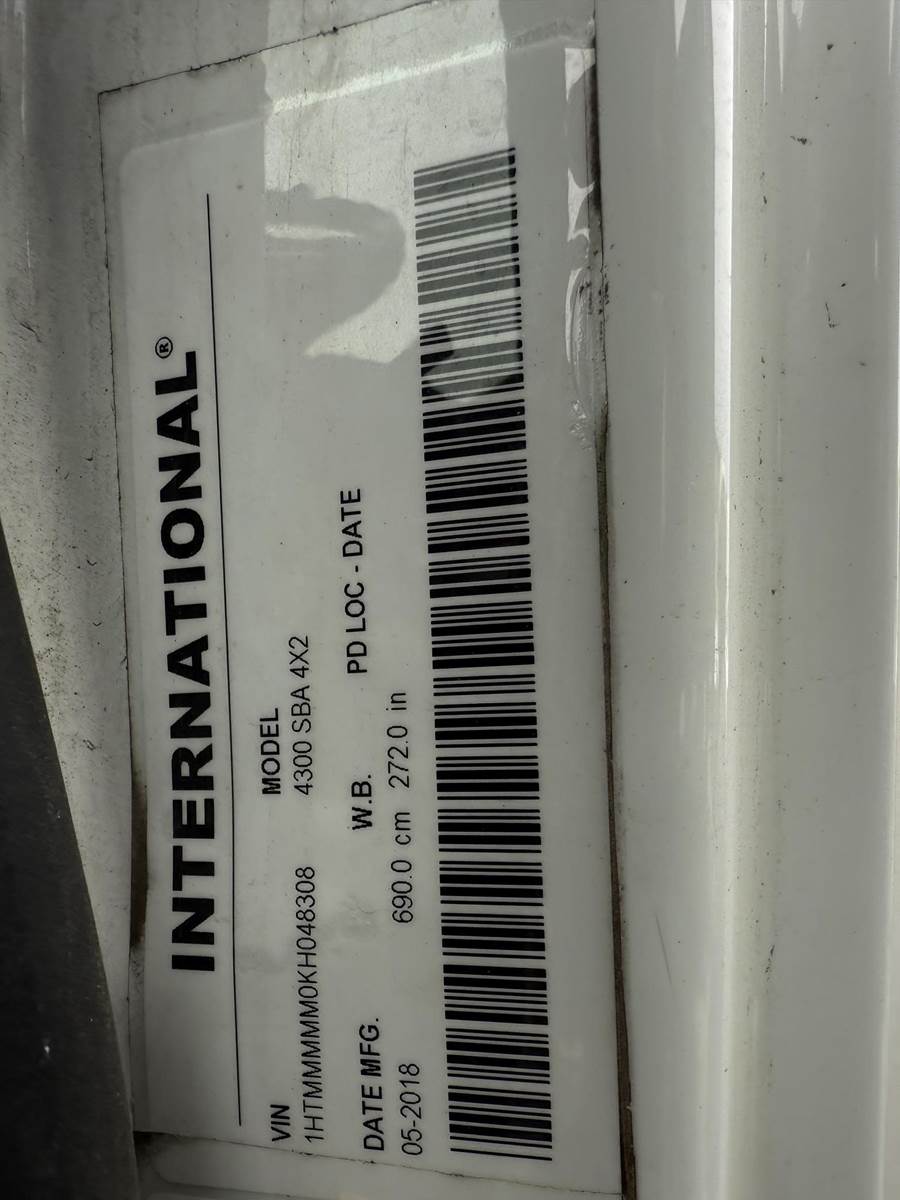 INTERNATIONAL®
VIN MODEL
1HTMMMMM0KH048308 4300 SBA 4X2
DATE MFG. W.B. PD LOC - DATE
05-2018 690.0 cm 272.0 in